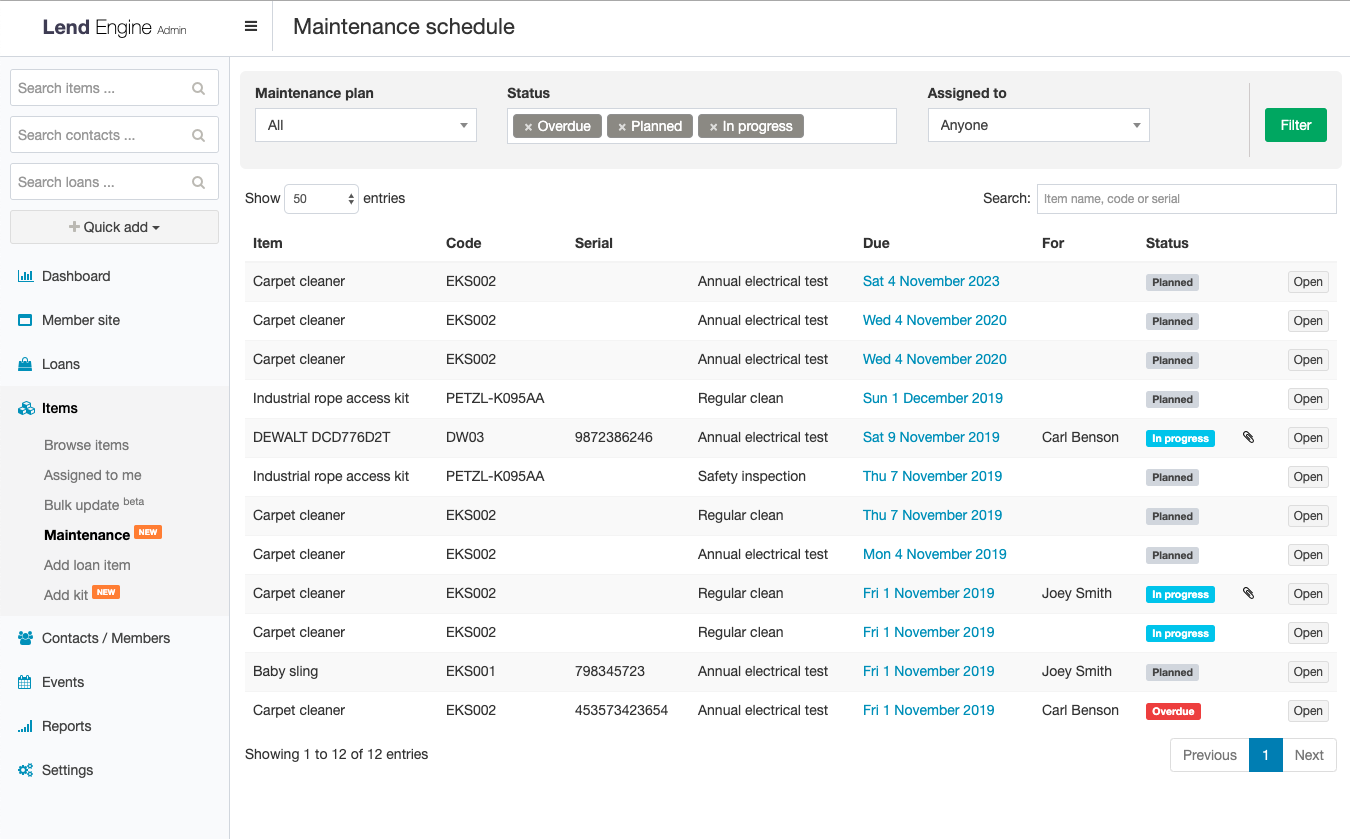 Lend Engine Admin
Maintenance schedule
Search items ...
Search contacts ...
Search loans ...
+ Quick add
Dashboard
Member site
Loans
Items
Browse items
Assigned to me
Bulk update beta
Maintenance NEW
Add loan item
Add kit NEW
Contacts / Members
Events
Reports
Settings
Maintenance plan Status Assigned to
All × Overdue × Planned × In progress Anyone Filter
Show 50 entries Search: Item name, code or serial
Item Code Serial Due For Status
Carpet cleaner EKS002 Annual electrical test Sat 4 November 2023 Planned Open
Carpet cleaner EKS002 Annual electrical test Wed 4 November 2020 Planned Open
Carpet cleaner EKS002 Annual electrical test Wed 4 November 2020 Planned Open
Industrial rope access kit PETZL-K095AA Regular clean Sun 1 December 2019 Planned Open
DEWALT DCD776D2T DW03 9872386246 Annual electrical test Sat 9 November 2019 Carl Benson In progress Open
Industrial rope access kit PETZL-K095AA Safety inspection Thu 7 November 2019 Planned Open
Carpet cleaner EKS002 Regular clean Thu 7 November 2019 Planned Open
Carpet cleaner EKS002 Annual electrical test Mon 4 November 2019 Planned Open
Carpet cleaner EKS002 Regular clean Fri 1 November 2019 Joey Smith In progress Open
Carpet cleaner EKS002 Regular clean Fri 1 November 2019 In progress Open
Baby sling EKS001 798345723 Annual electrical test Fri 1 November 2019 Joey Smith Planned Open
Carpet cleaner EKS002 453573423654 Annual electrical test Fri 1 November 2019 Carl Benson Overdue Open
Showing 1 to 12 of 12 entries Previous 1 Next